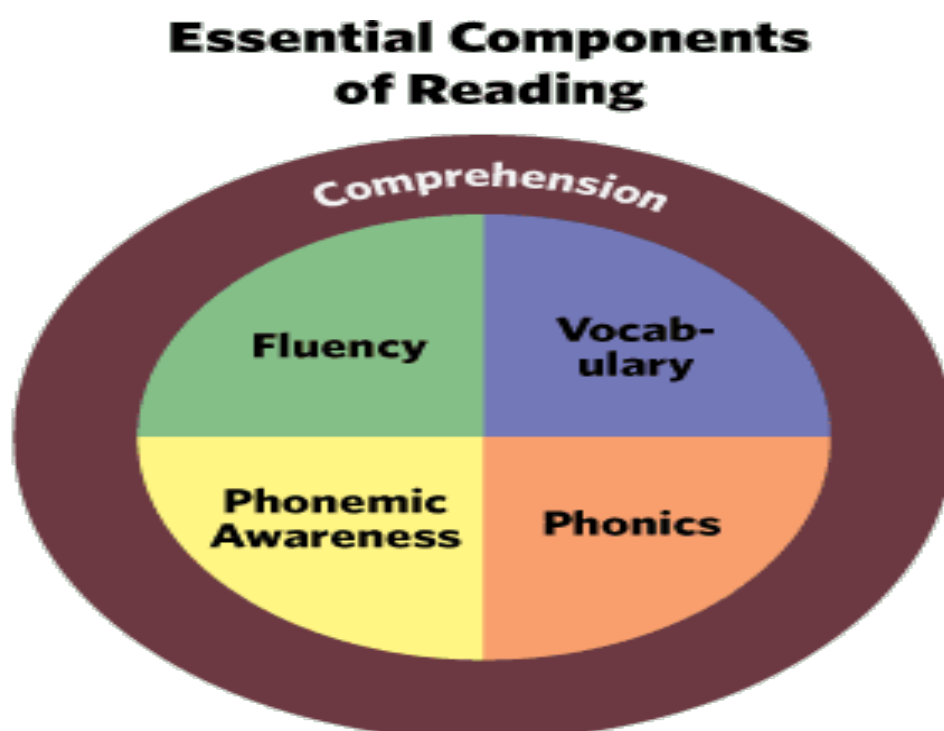 Essential Components
of Reading
Comprehension
Fluency
Vocab-
ulary
Phonemic
Awareness
Phonics